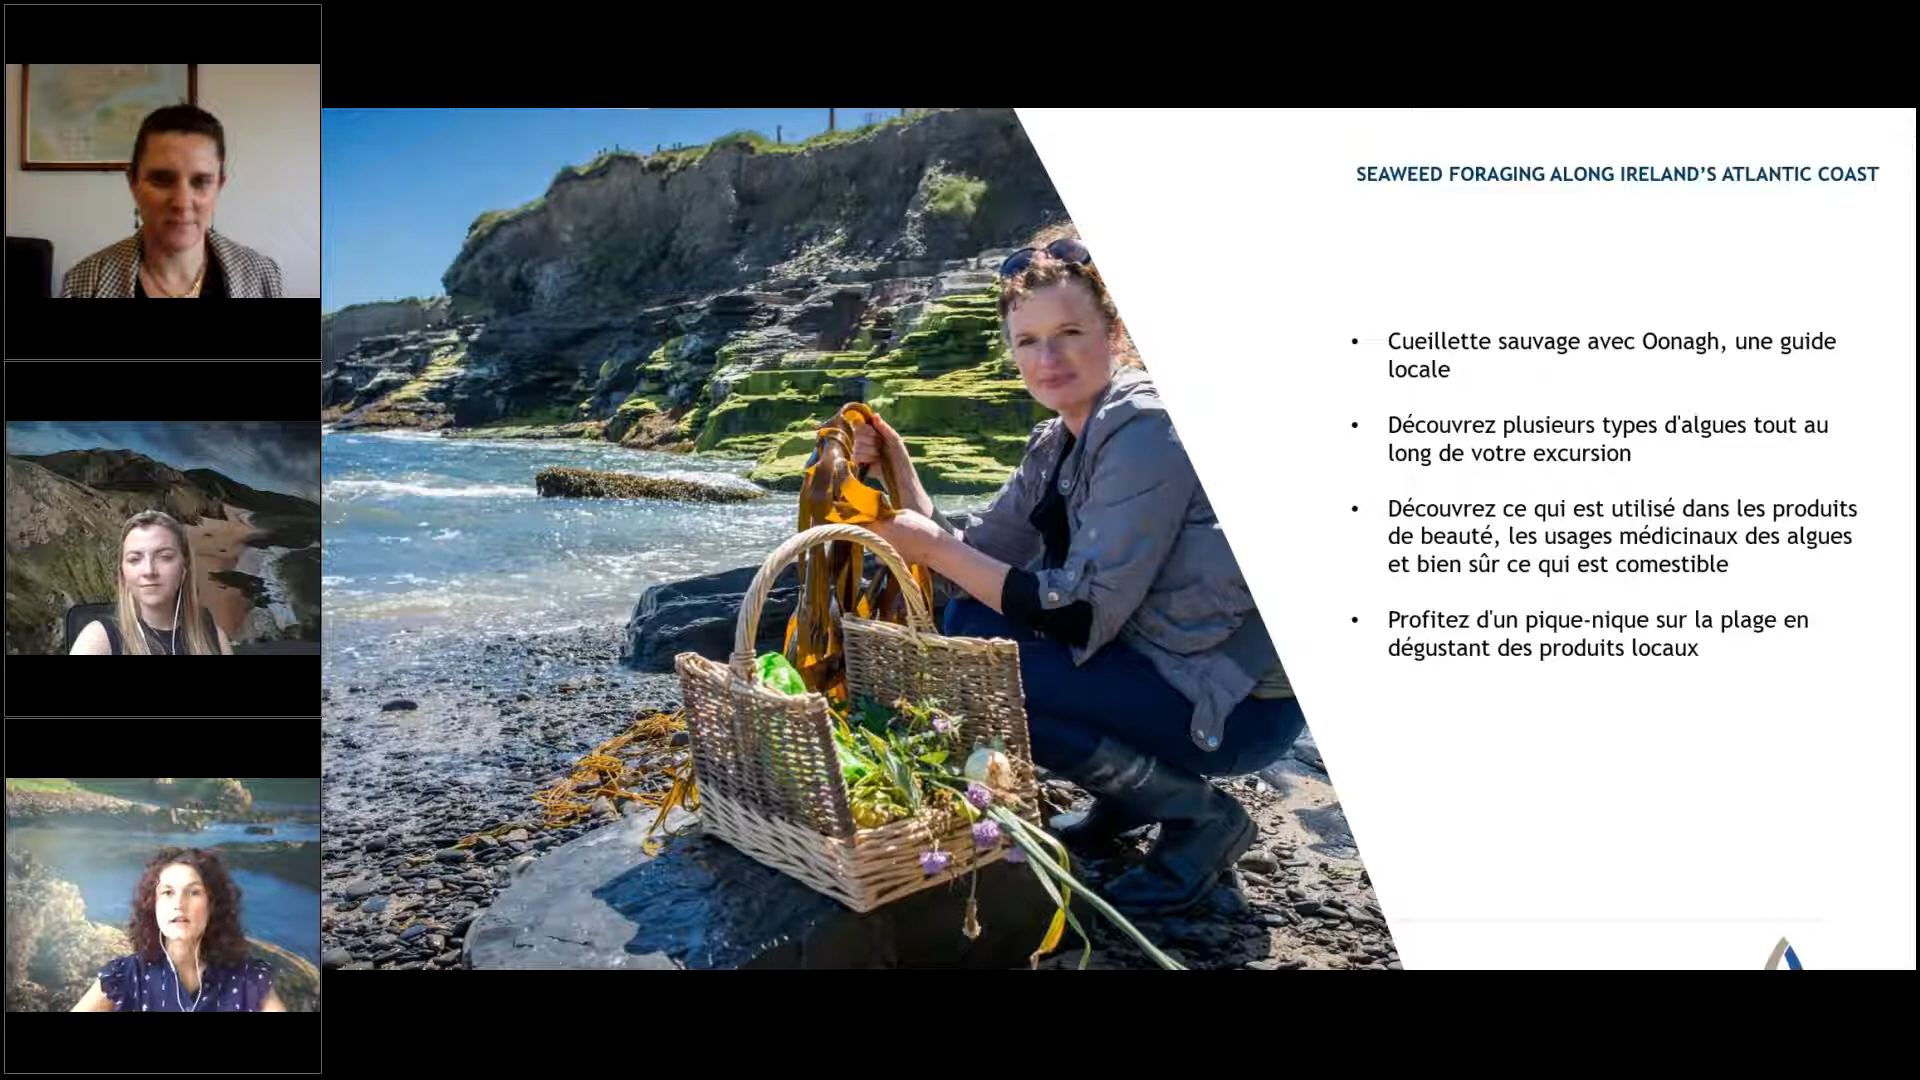 SEAWEED FORAGING ALONG IRELAND’S ATLANTIC COAST
• Cueillette sauvage avec Oonagh, une guide
locale
• Découvrez plusieurs types d'algues tout au
long de votre excursion
• Découvrez ce qui est utilisé dans les produits
de beauté, les usages médicinaux des algues
et bien sûr ce qui est comestible
• Profitez d'un pique-nique sur la plage en
dégustant des produits locaux